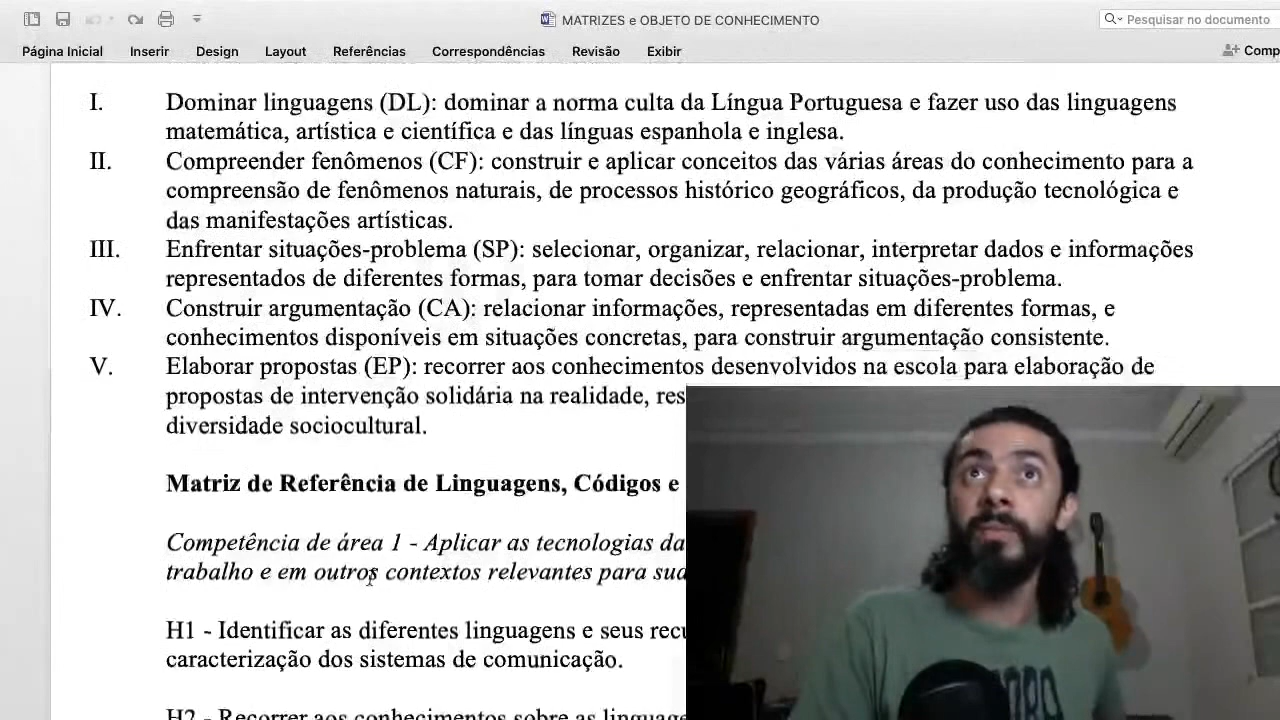 MATRIZES e OBJETO DE CONHECIMENTO
Pesquisar no documento
Página Inicial Inserir Design Layout Referências Correspondências Revisão Exibir Comp
I. Dominar linguagens (DL): dominar a norma culta da Língua Portuguesa e fazer uso das linguagens
matemática, artística e científica e das línguas espanhola e inglesa.
II. Compreender fenômenos (CF): construir e aplicar conceitos das várias áreas do conhecimento para a
compreensão de fenômenos naturais, de processos histórico geográficos, da produção tecnológica e
das manifestações artísticas.
III. Enfrentar situações-problema (SP): selecionar, organizar, relacionar, interpretar dados e informações
representados de diferentes formas, para tomar decisões e enfrentar situações-problema.
IV. Construir argumentação (CA): relacionar informações, representadas em diferentes formas, e
conhecimentos disponíveis em situações concretas, para construir argumentação consistente.
V. Elaborar propostas (EP): recorrer aos conhecimentos desenvolvidos na escola para elaboração de
propostas de intervenção solidária na realidade, res
diversidade sociocultural.
Matriz de Referência de Linguagens, Códigos e
Competência de área 1 - Aplicar as tecnologias da
trabalho e em outros contextos relevantes para sua
H1 - Identificar as diferentes linguagens e seus recu
caracterização dos sistemas de comunicação.
H2 - Recorrer aos conhecimentos sobre as linguage